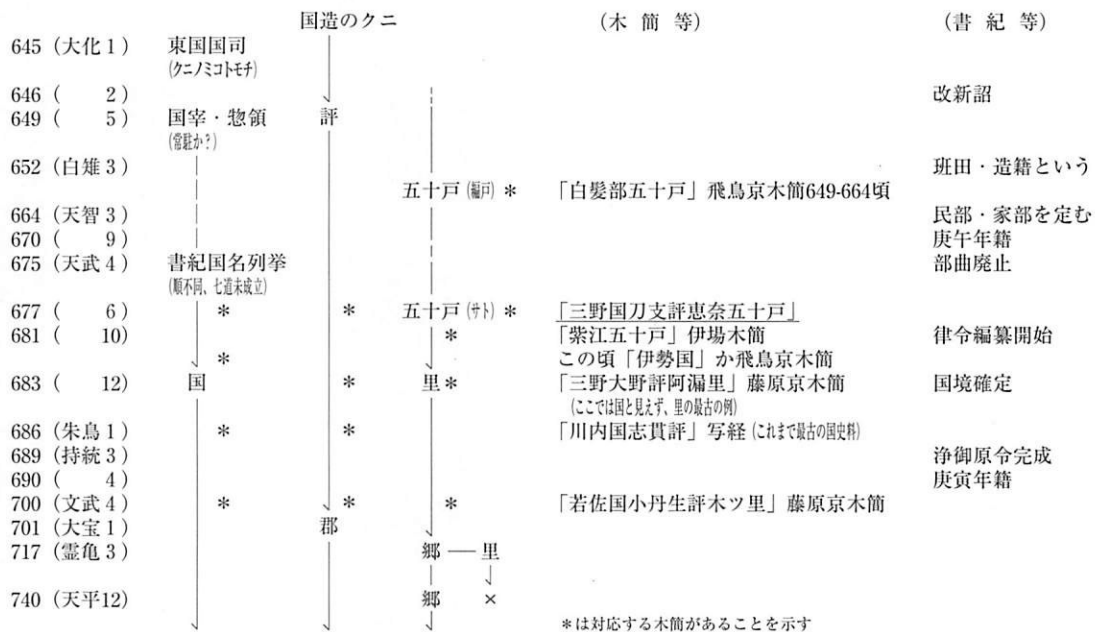 国造のクニ (木簡等) (書紀等)
645 (大化1) 東国国司
(クニノミコトモチ)
646 ( 2) 改新詔
649 ( 5) 国宰・惣領 評
(常駐か?)
652 (白雉3) 班田・造籍という
五十戸(編戸) * 「白髪部五十戸」飛鳥京木簡649-664頃
664 (天智3) 民部・家部を定む
670 ( 9) 庚午年籍
675 (天武4) 書紀国名列挙 部曲廃止
(順不同、七道未成立)
677 ( 6) * * 五十戸(サト) * 「三野国刀支評恵奈五十戸」
681 ( 10) * 「紫江五十戸」伊場木簡 律令編纂開始
* この頃「伊勢国」か飛鳥京木簡
683 ( 12) 国 * 里* 「三野大野評阿漏里」藤原京木簡 国境確定
(ここでは国と見えず、里の最古の例)
686 (朱鳥1) * * 「川内国志貫評」写経(これまで最古の国史料)
689 (持統3) 浄御原令完成
690 ( 4) 庚寅年籍
700 (文武4) * * * 「若佐国小丹生評木ツ里」藤原京木簡
701 (大宝1) 郡
717 (霊亀3) 郷 — 里
740 (天平12) 郷 ×
*は対応する木簡があることを示す